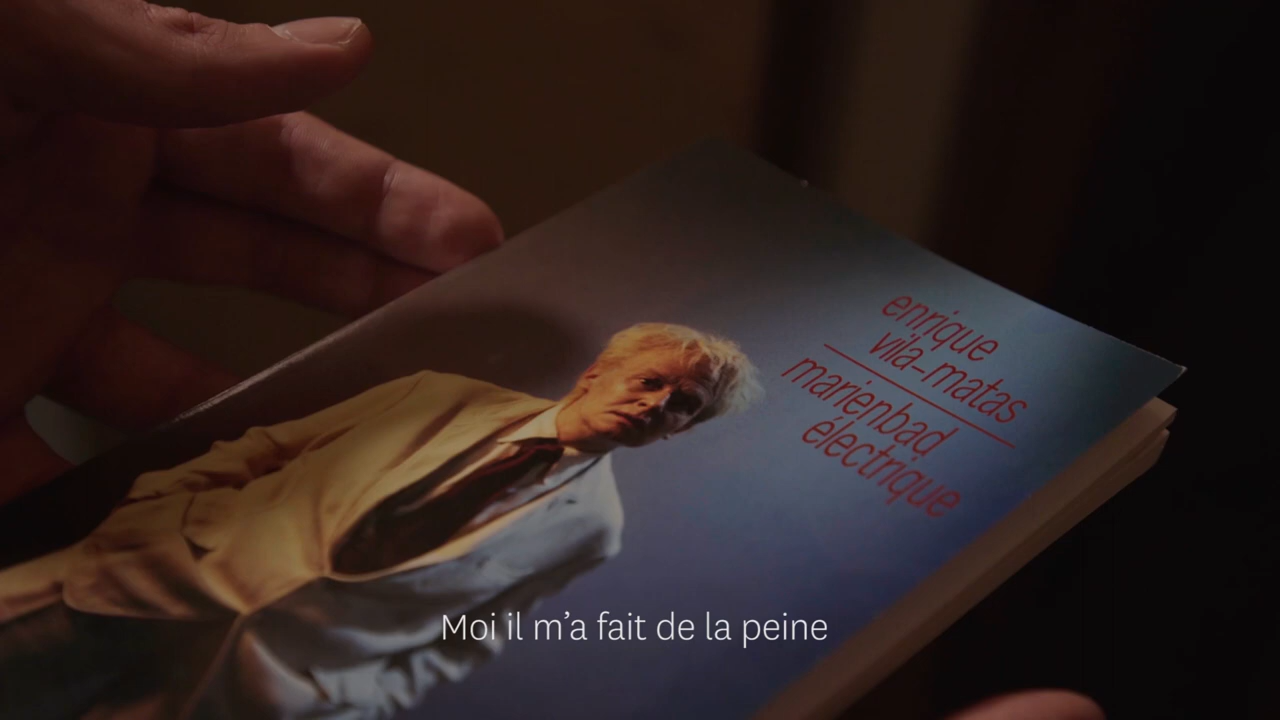 enrique
vila-matas
marienbad
électrique
Moi il m’a fait de la peine